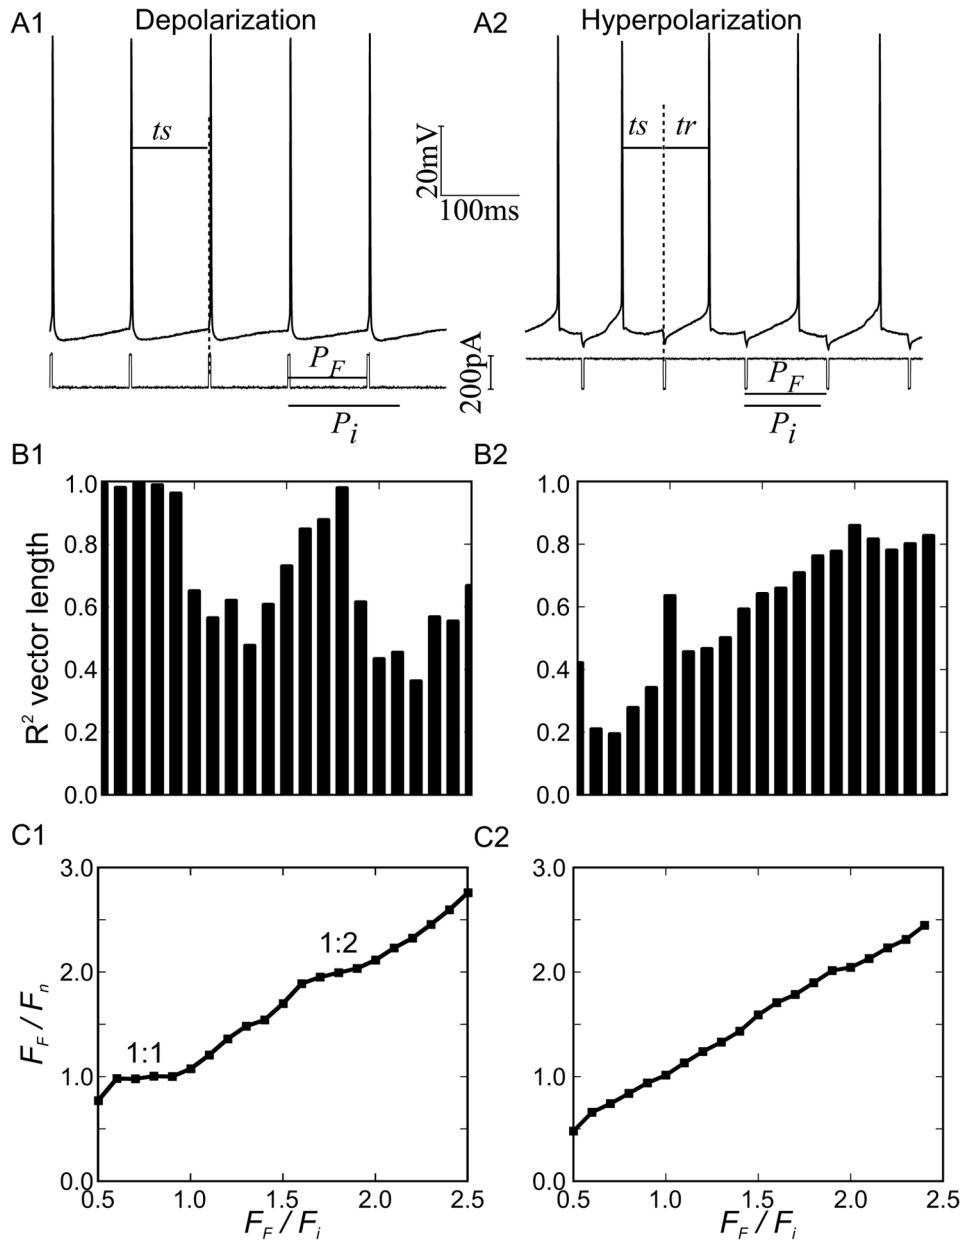 A1 Depolarization
A2 Hyperpolarization
ts
ts tr
20mV
100ms
P_F
P_i
200pA
P_F
P_i
B1
B2
R² vector length
1.0
0.8
0.6
0.4
0.2
0.0
1.0
0.8
0.6
0.4
0.2
0.0
C1
C2
F_F / F_n
3.0
2.0
1.0
0.0
1:1
1:2
0.5 1.0 1.5 2.0 2.5
F_F / F_i
3.0
2.0
1.0
0.0
0.5 1.0 1.5 2.0 2.5
F_F / F_i